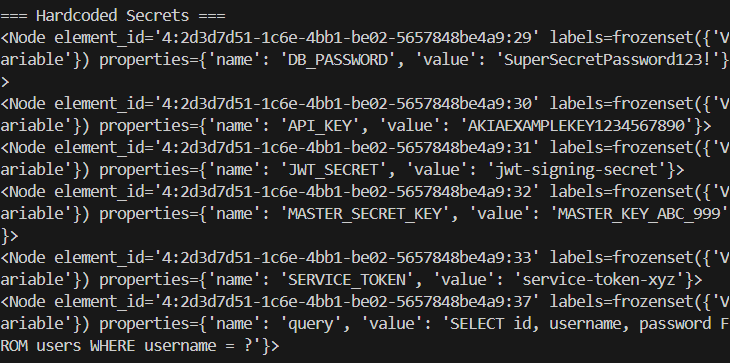 === Hardcoded Secrets ===
<Node element_id='4:2d3d7d51-1c6e-4bb1-be02-5657848be4a9:29' labels=frozenset({'V
ariable'}) properties={'name': 'DB_PASSWORD', 'value': 'SuperSecretPassword123!'}
>
<Node element_id='4:2d3d7d51-1c6e-4bb1-be02-5657848be4a9:30' labels=frozenset({'V
ariable'}) properties={'name': 'API_KEY', 'value': 'AKIAEXAMPLEKEY1234567890'}>
<Node element_id='4:2d3d7d51-1c6e-4bb1-be02-5657848be4a9:31' labels=frozenset({'V
ariable'}) properties={'name': 'JWT_SECRET', 'value': 'jwt-signing-secret'}>
<Node element_id='4:2d3d7d51-1c6e-4bb1-be02-5657848be4a9:32' labels=frozenset({'V
ariable'}) properties={'name': 'MASTER_SECRET_KEY', 'value': 'MASTER_KEY_ABC_999'
}>
<Node element_id='4:2d3d7d51-1c6e-4bb1-be02-5657848be4a9:33' labels=frozenset({'V
ariable'}) properties={'name': 'SERVICE_TOKEN', 'value': 'service-token-xyz'}>
<Node element_id='4:2d3d7d51-1c6e-4bb1-be02-5657848be4a9:37' labels=frozenset({'V
ariable'}) properties={'name': 'query', 'value': 'SELECT id, username, password F
ROM users WHERE username = ?'}>